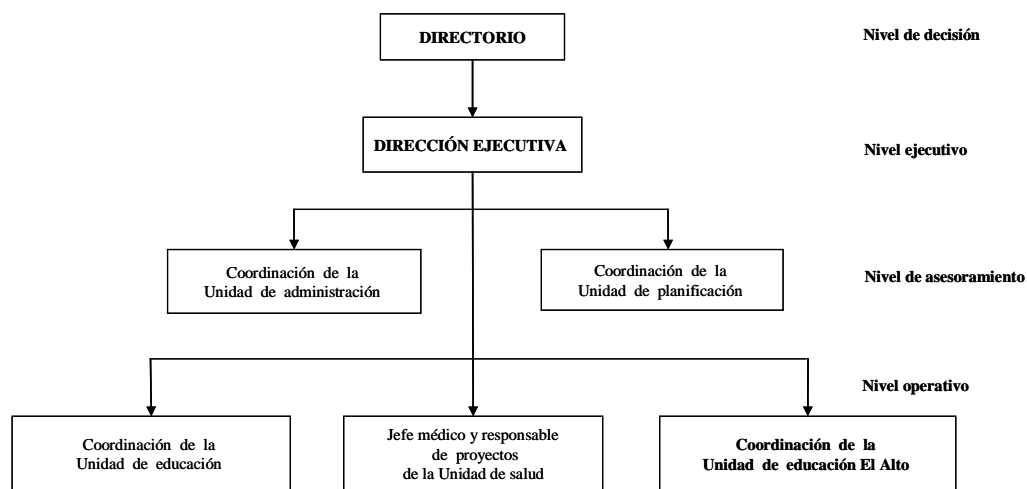 DIRECTORIO
Nivel de decisión
DIRECCIÓN EJECUTIVA
Nivel ejecutivo
Coordinación de la
Unidad de administración
Coordinación de la
Unidad de planificación
Nivel de asesoramiento
Nivel operativo
Coordinación de la
Unidad de educación
Jefe médico y responsable
de proyectos
de la Unidad de salud
Coordinación de la
Unidad de educación El Alto